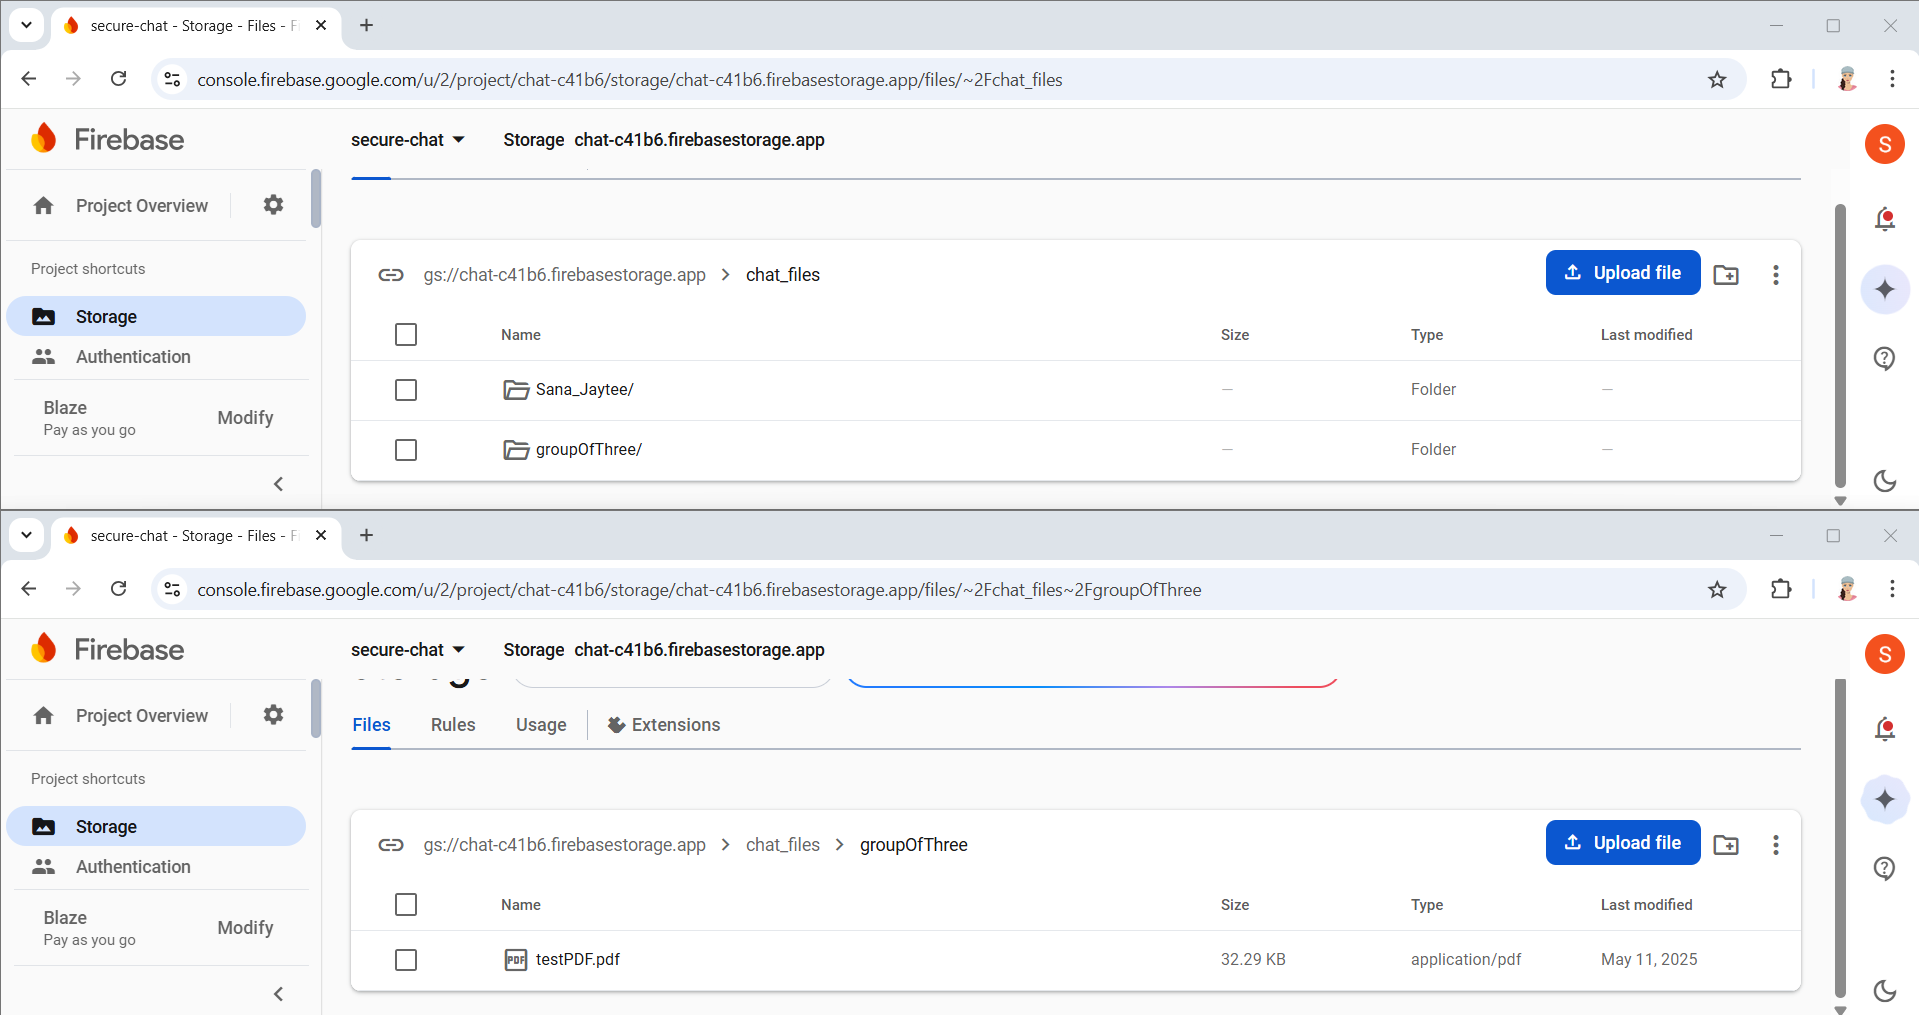 secure-chat - Storage - Files - Fi
console.firebase.google.com/u/2/project/chat-c41b6/storage/chat-c41b6.firebasestorage.app/files/~2Fchat_files
Firebase
secure-chat
Storage chat-c41b6.firebasestorage.app
S
Project Overview
Project shortcuts
Storage
Authentication
Blaze
Pay as you go
Modify
gs://chat-c41b6.firebasestorage.app > chat_files
Upload file
Name Size Type Last modified
Sana_Jaytee/ — Folder —
groupOfThree/ — Folder —
secure-chat - Storage - Files - Fi
console.firebase.google.com/u/2/project/chat-c41b6/storage/chat-c41b6.firebasestorage.app/files/~2Fchat_files~2FgroupOfThree
Firebase
secure-chat
Storage chat-c41b6.firebasestorage.app
S
Project Overview
Files Rules Usage Extensions
Project shortcuts
Storage
Authentication
Blaze
Pay as you go
Modify
gs://chat-c41b6.firebasestorage.app > chat_files > groupOfThree
Upload file
Name Size Type Last modified
PDF testPDF.pdf 32.29 KB application/pdf May 11, 2025